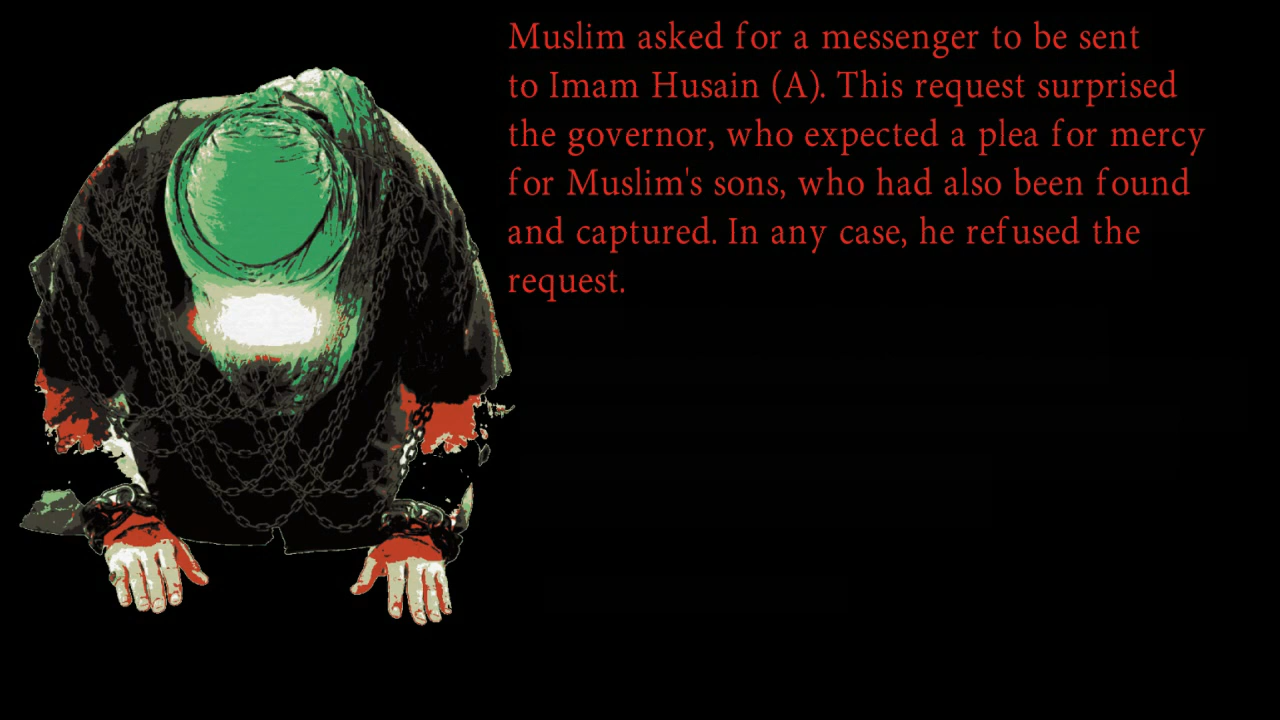 Muslim asked for a messenger to be sent
to Imam Husain (A). This request surprised
the governor, who expected a plea for mercy
for Muslim's sons, who had also been found
and captured. In any case, he refused the
request.